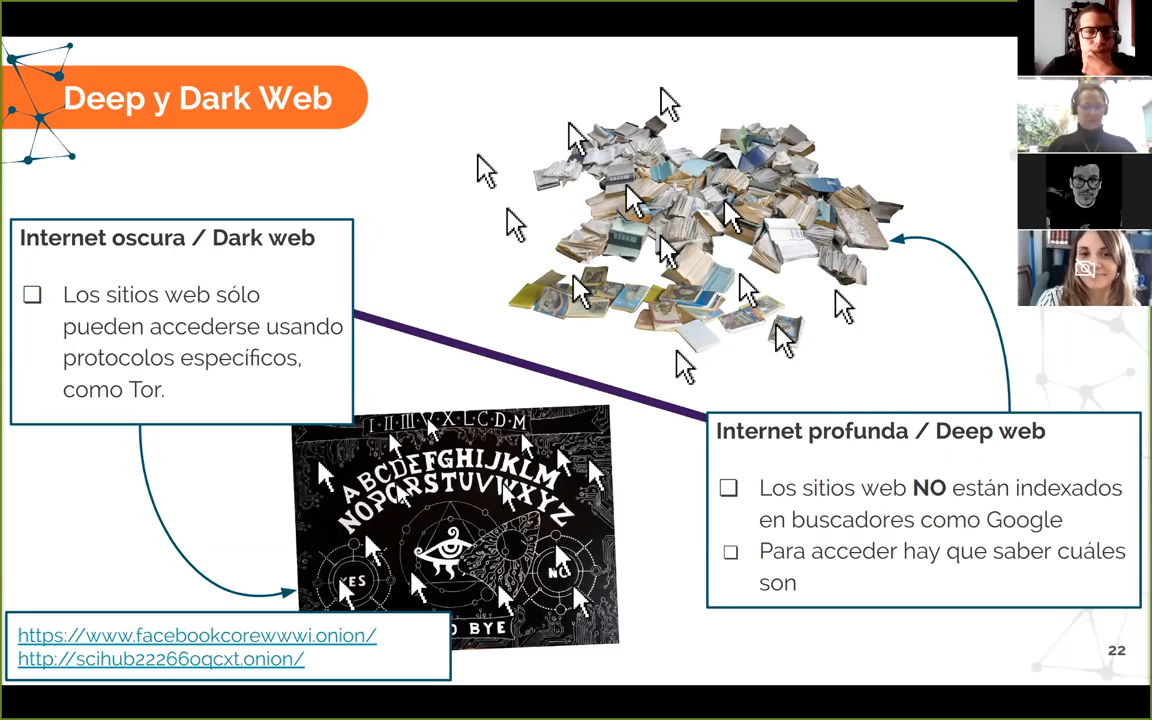 Deep y Dark Web
Internet oscura / Dark web
Los sitios web sólo
pueden accederse usando
protocolos específicos,
como Tor.
I·II·III·V·X·L·C·D·M
ABCDEFGHIJKLM
NOPQRSTUVWXYZ
YES
NO
O BYE
https://www.facebookcorewwwi.onion/
http://scihub22266oqcxt.onion/
Internet profunda / Deep web
Los sitios web NO están indexados
en buscadores como Google
Para acceder hay que saber cuáles
son
22